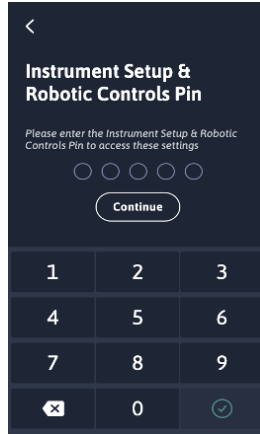 Instrument Setup &
Robotic Controls Pin
Please enter the Instrument Setup & Robotic
Controls Pin to access these settings
Continue
1 2 3
4 5 6
7 8 9
0